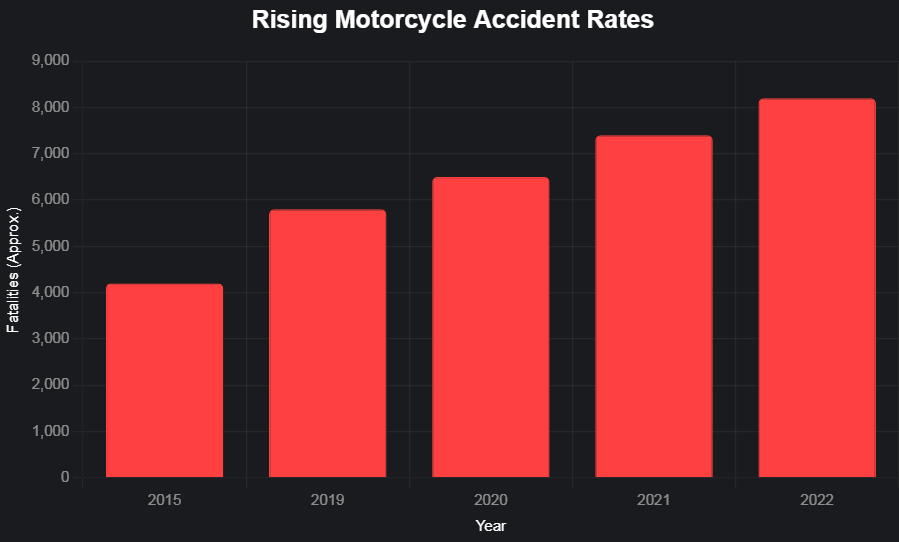 Rising Motorcycle Accident Rates
9,000
8,000
7,000
6,000
5,000
4,000
3,000
2,000
1,000
0
Fatalities (Approx.)
2015 2019 2020 2021 2022
Year